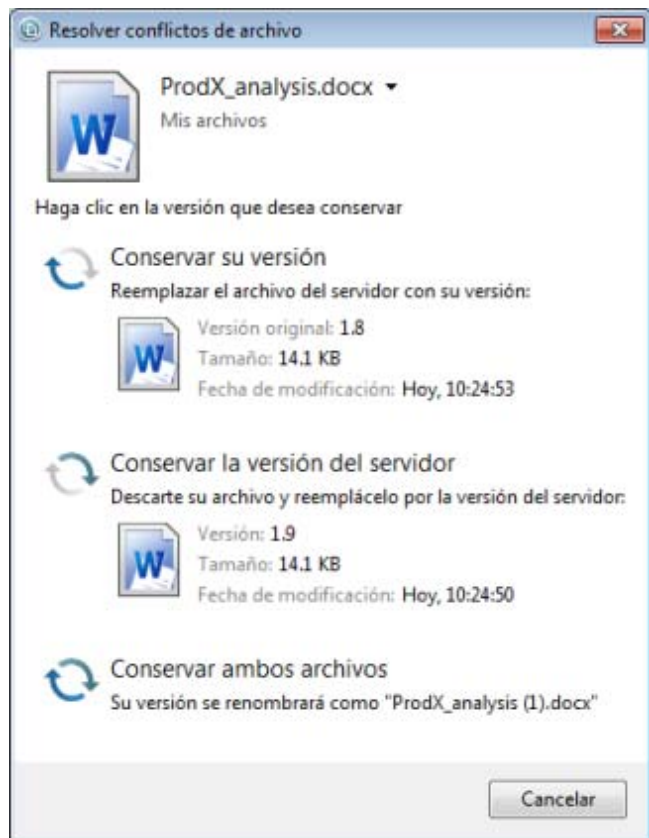 Resolver conflictos de archivo
ProdX_analysis.docx
Mis archivos
Haga clic en la versión que desea conservar
Conservar su versión
Reemplazar el archivo del servidor con su versión:
Versión original: 1.8
Tamaño: 14.1 KB
Fecha de modificación: Hoy, 10:24:53
Conservar la versión del servidor
Descarte su archivo y reemplácelo por la versión del servidor:
Versión: 1.9
Tamaño: 14.1 KB
Fecha de modificación: Hoy, 10:24:50
Conservar ambos archivos
Su versión se renombrará como "ProdX_analysis (1).docx"
Cancelar